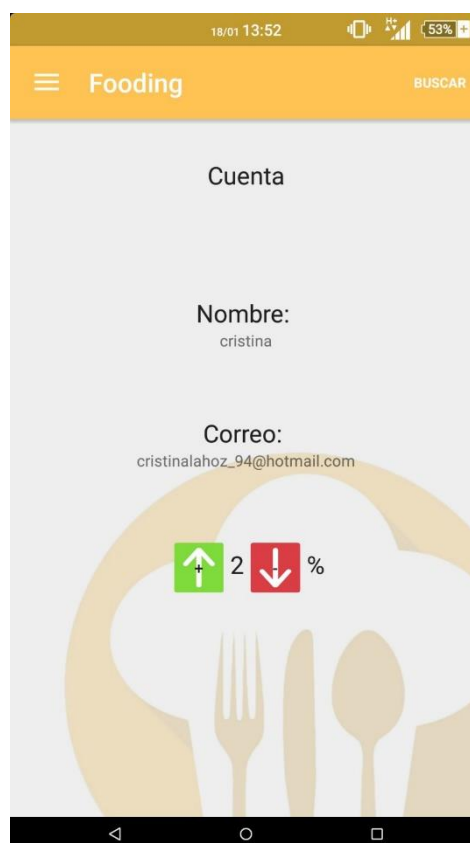 18/01 13:52 H+ 53%
Fooding BUSCAR
Cuenta
Nombre:
cristina
Correo:
cristinalahoz_94@hotmail.com
+ 2 - %